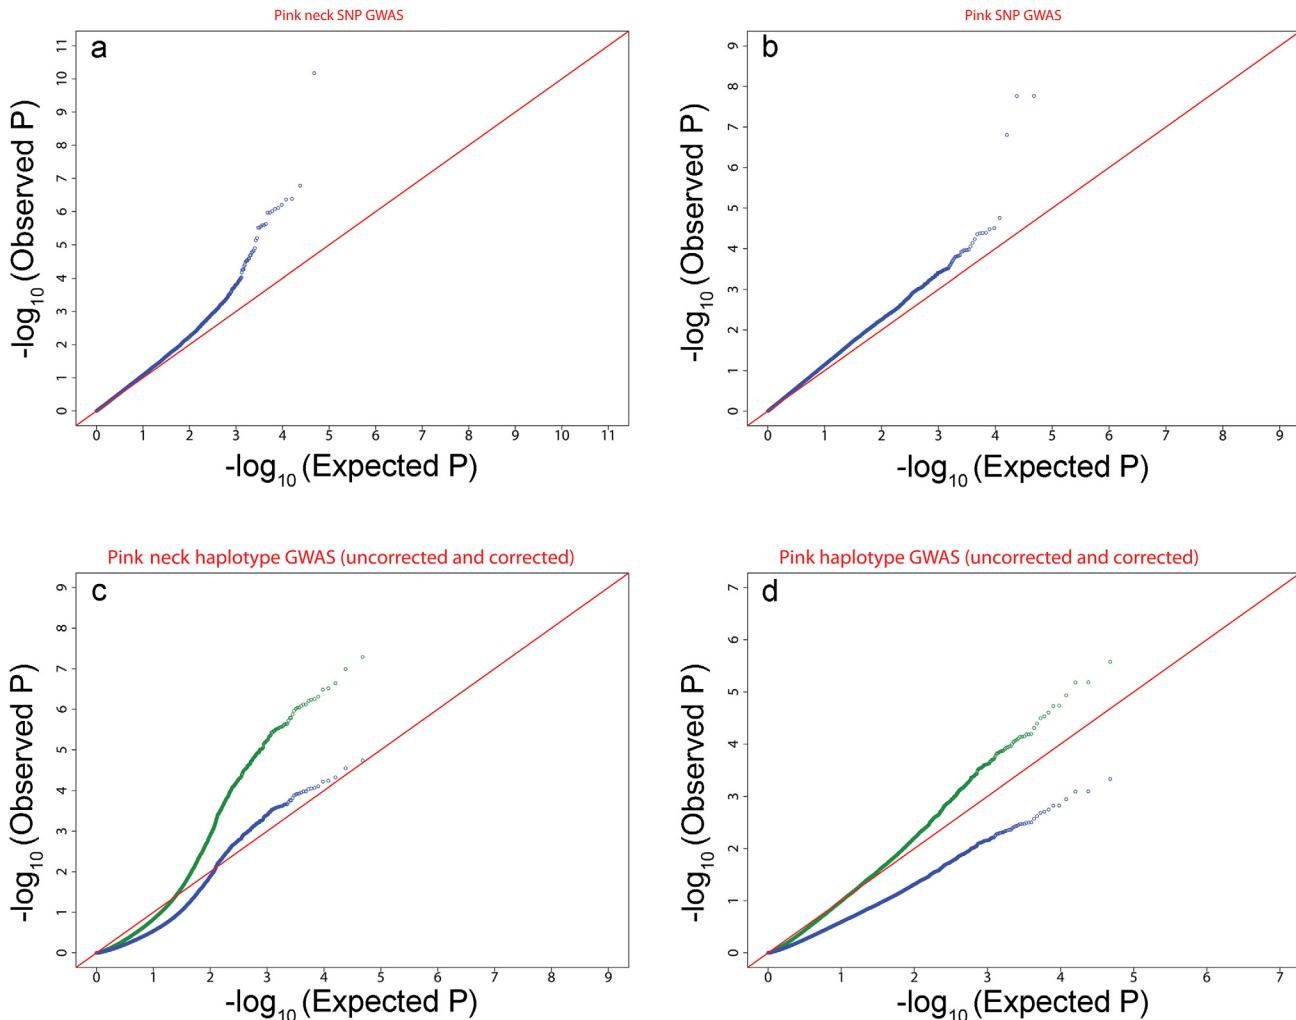 Pink neck SNP GWAS
a
-log10 (Observed P)
11
10
9
8
7
6
5
4
3
2
1
0
0 1 2 3 4 5 6 7 8 9 10 11
-log10 (Expected P)
Pink SNP GWAS
b
-log10 (Observed P)
9
8
7
6
5
4
3
2
1
0
0 1 2 3 4 5 6 7 8 9
-log10 (Expected P)
Pink neck haplotype GWAS (uncorrected and corrected)
c
-log10 (Observed P)
9
8
7
6
5
4
3
2
1
0
0 1 2 3 4 5 6 7 8 9
-log10 (Expected P)
Pink haplotype GWAS (uncorrected and corrected)
d
-log10 (Observed P)
7
6
5
4
3
2
1
0
0 1 2 3 4 5 6 7
-log10 (Expected P)